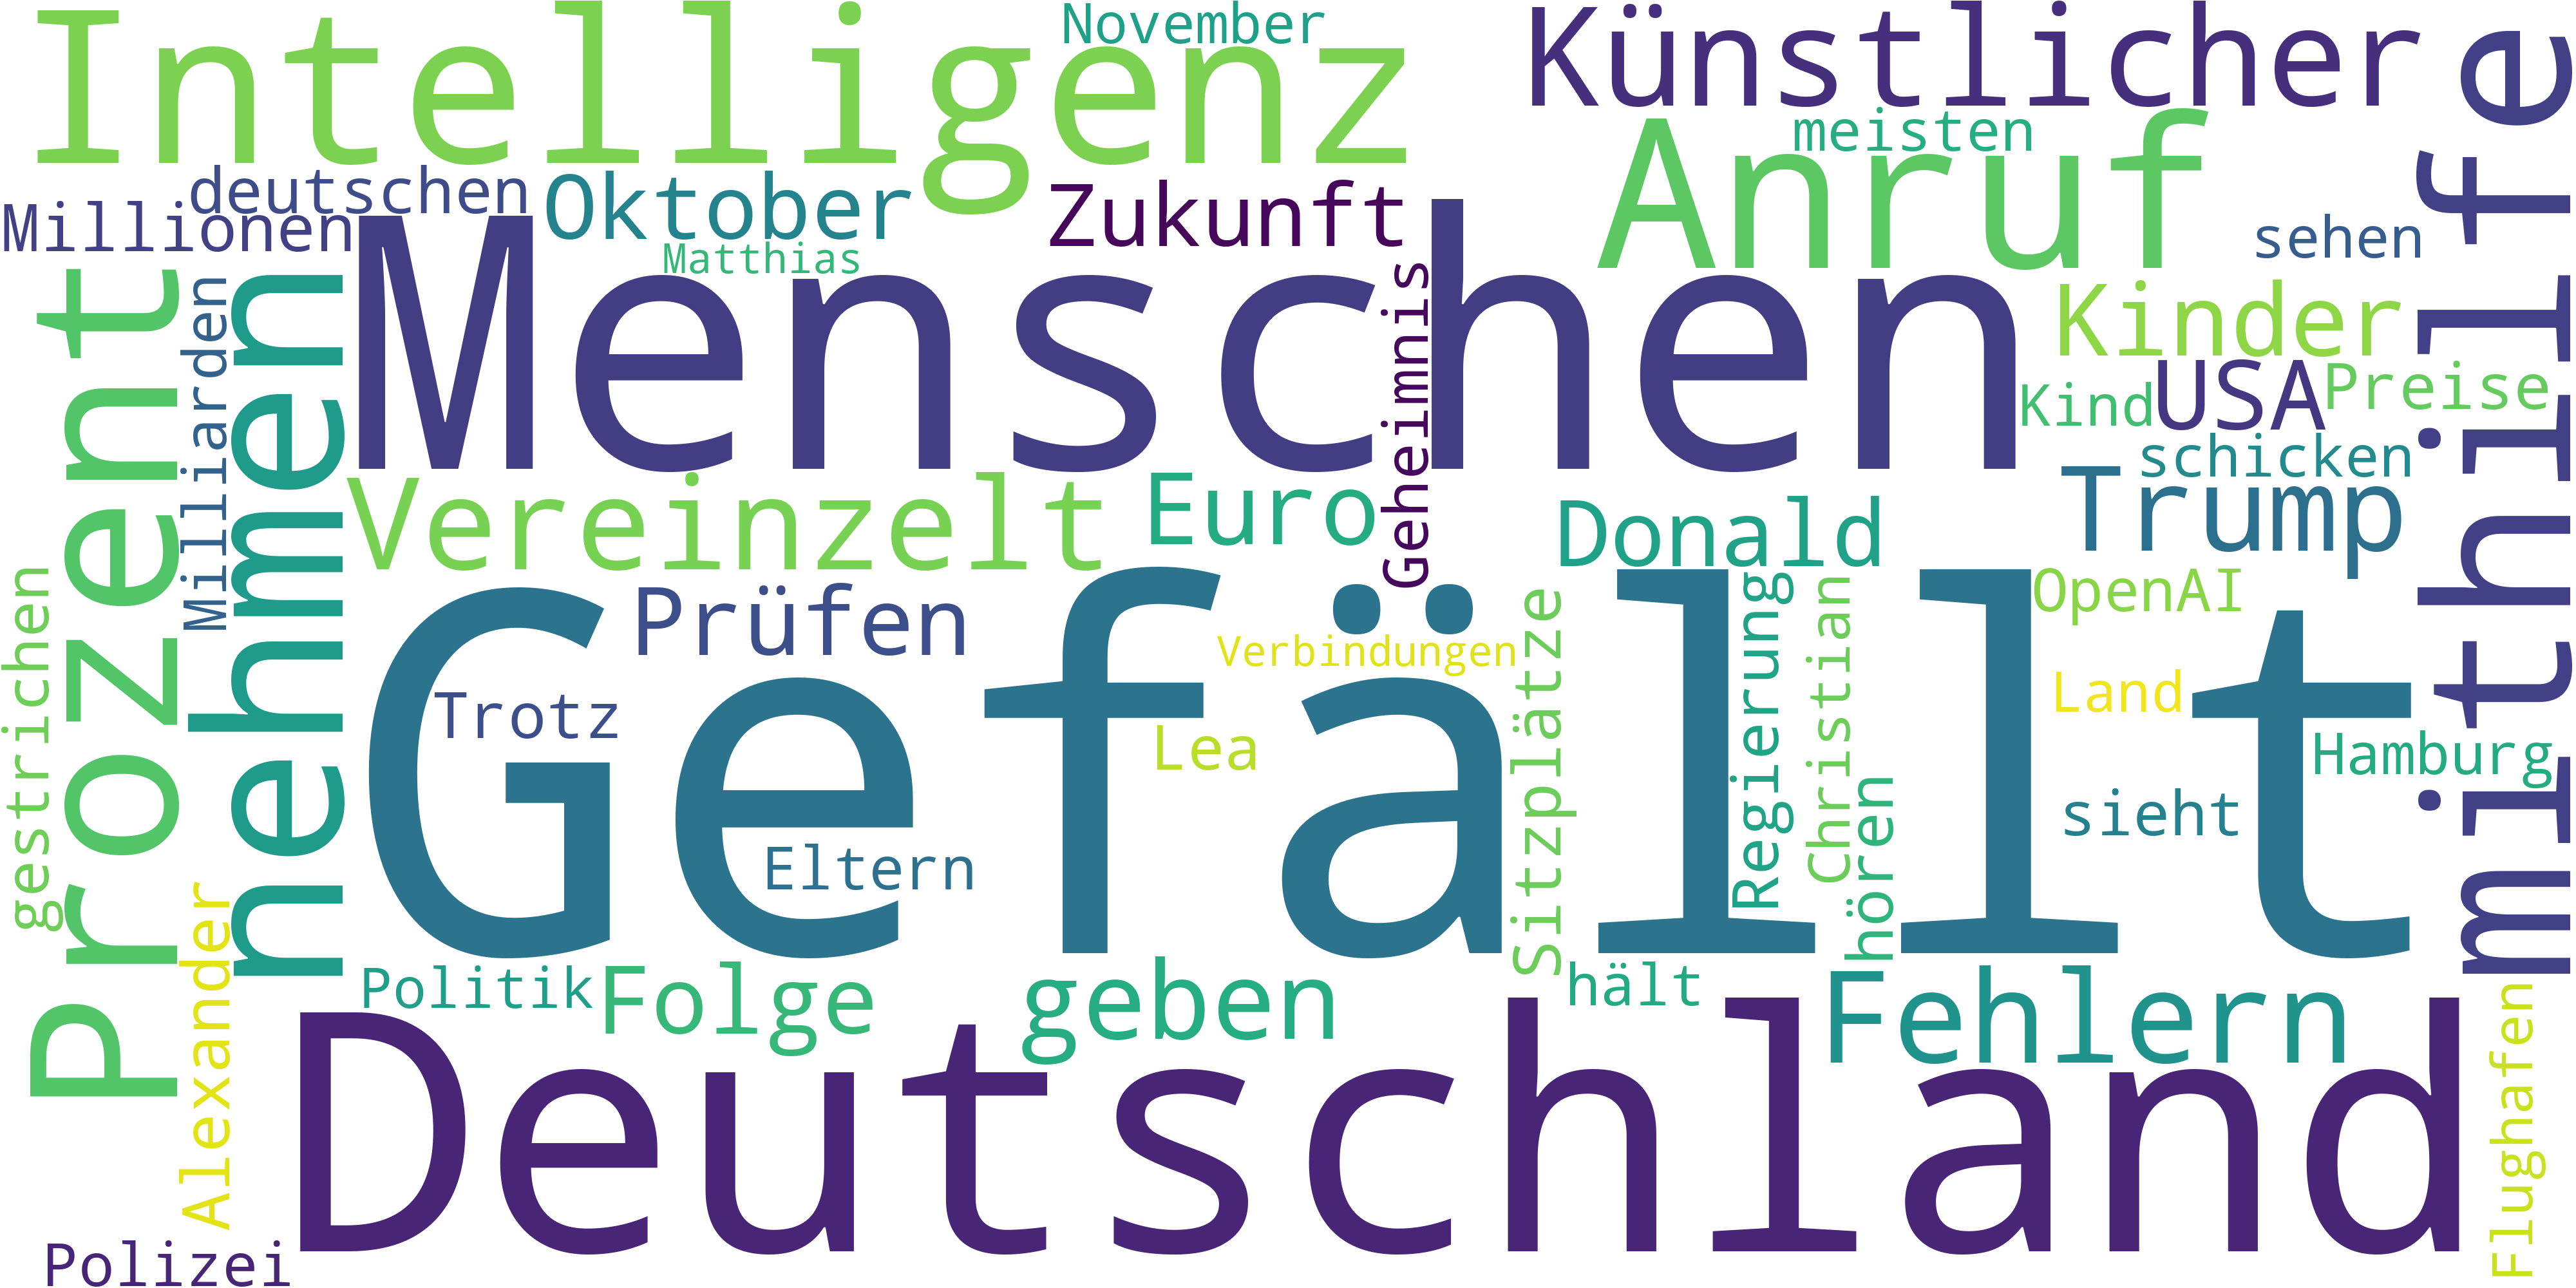 Intelligenz
November
Künstlicher
meisten
Anruf
deutschen
Millionen
Oktober
Matthias
Zukunft
sehen
mithilfe
Menschen
Geheimnis
Kinder
Kind
USA
Preise
schicken
Prozent
Milliarden
nehmen
Vereinzelt
Euro
Donald
Trump
gestrichen
Prüfen
Verbindungen
Sitzplätze
Regierung
Christian
OpenAI
Trotz
Lea
Land
Hamburg
Gefällt
Eltern
hören
sieht
Alexander
Politik
Folge
geben
hält
Fehlern
Deutschland
Flughafen
Polizei